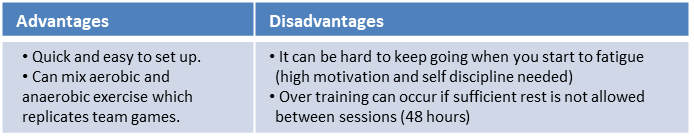 Advantages
Disadvantages
• Quick and easy to set up.
• Can mix aerobic and
anaerobic exercise which
replicates team games.
• It can be hard to keep going when you start to fatigue
(high motivation and self discipline needed)
• Over training can occur if sufficient rest is not allowed
between sessions (48 hours)